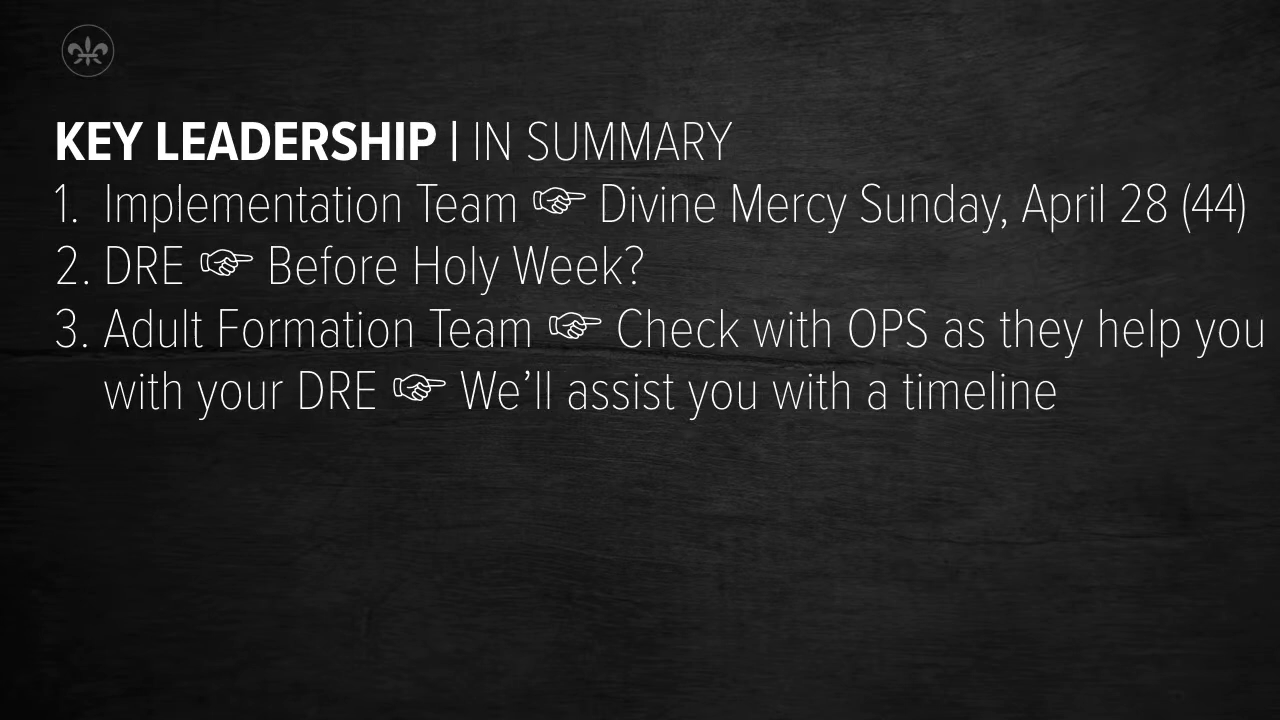 KEY LEADERSHIP | IN SUMMARY
1. Implementation Team ☞ Divine Mercy Sunday, April 28 (44)
2. DRE ☞ Before Holy Week?
3. Adult Formation Team ☞ Check with OPS as they help you
with your DRE ☞ We’ll assist you with a timeline